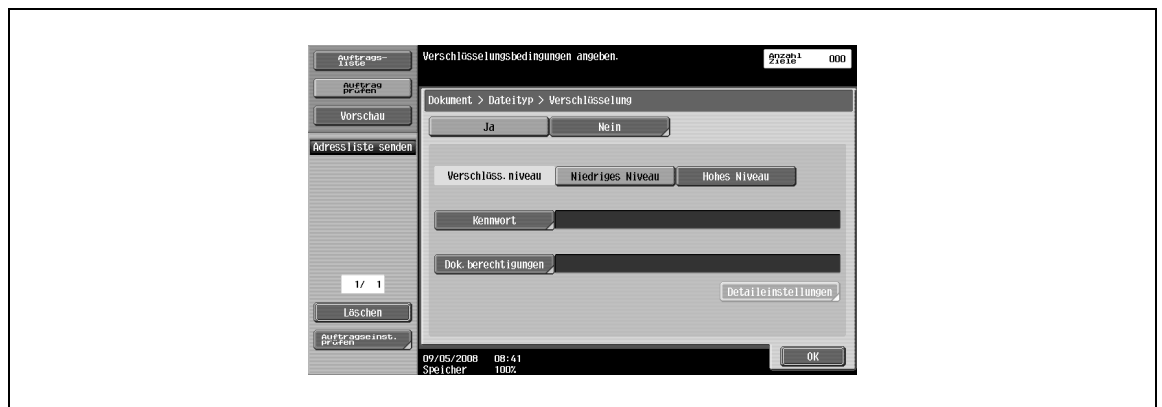 Auftrags-
liste
Auftrag
prüfen
Vorschau
Adressliste senden
1/ 1
Löschen
Auftragseinst.
prüfen
Verschlüsselungsbedingungen angeben.
Anzahl
Ziele 000
Dokument > Dateityp > Verschlüsselung
Ja Nein
Verschlüss.niveau Niedriges Niveau Hohes Niveau
Kennwort
Dok.berechtigungen
Detaileinstellungen
OK
09/05/2008 08:41
Speicher 100%